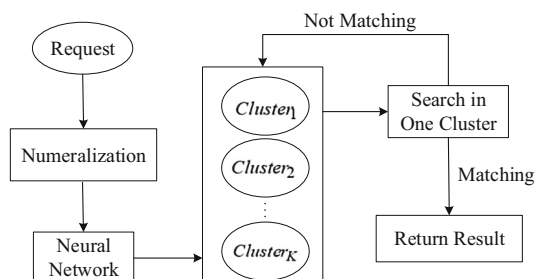 Not Matching
Request
Cluster1
Search in
One Cluster
Numeralization
Cluster2
Matching
Neural
Network
ClusterK
Return Result